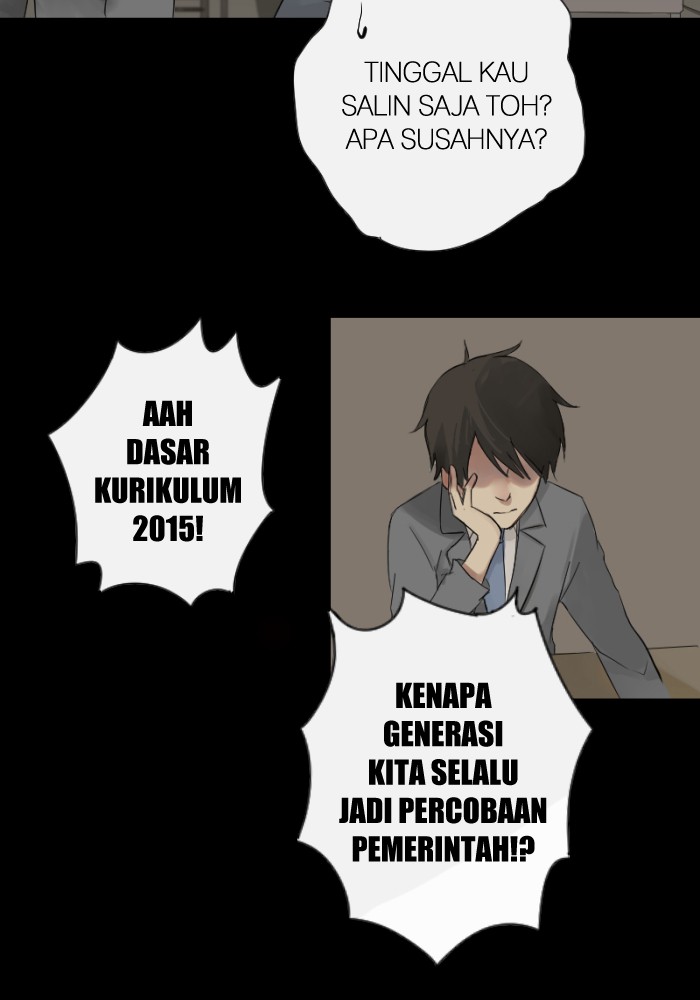 TINGGAL KAU
SALIN SAJA TOH?
APA SUSAHNYA?
AAH
DASAR
KURIKULUM
2015!
KENAPA
GENERASI
KITA SELALU
JADI PERCOBAAN
PEMERINTAH!?